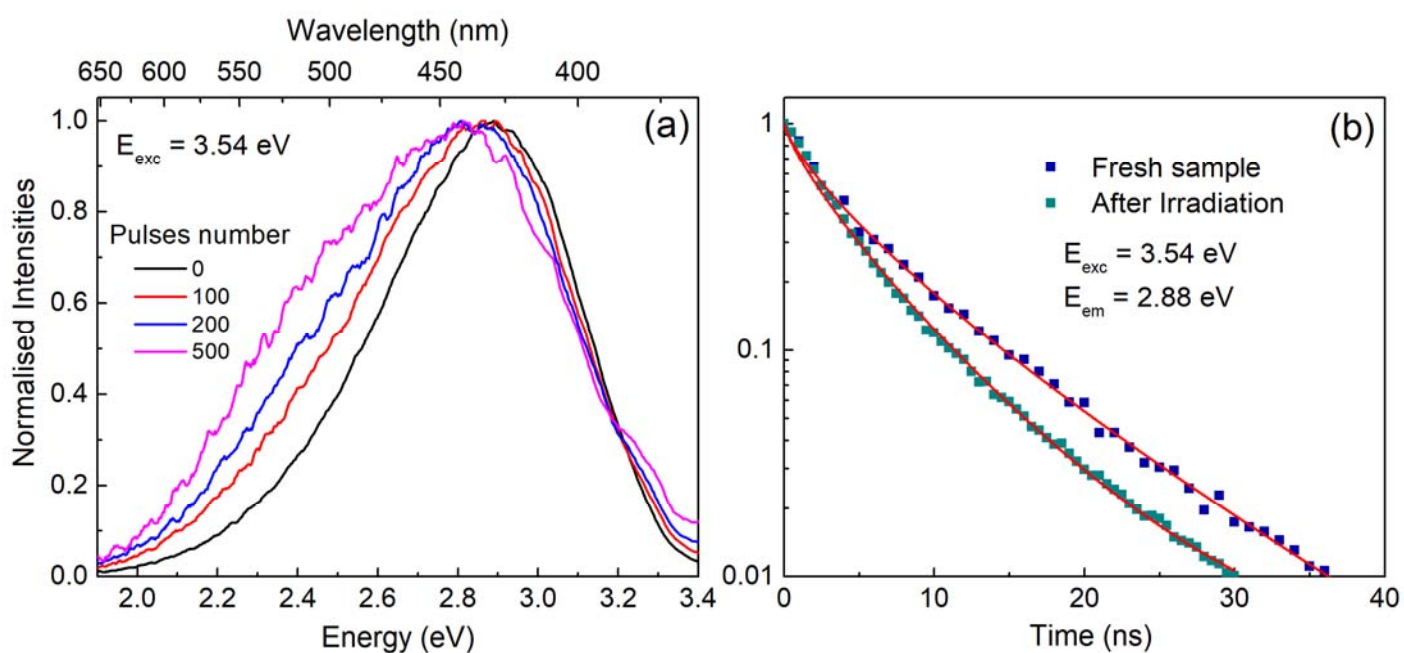 Wavelength (nm)
650 600 550 500 450 400
1.0
0.8
0.6
0.4
0.2
0.0
Normalised Intensities
(a)
E_exc = 3.54 eV
Pulses number
0
100
200
500
2.0 2.2 2.4 2.6 2.8 3.0 3.2 3.4
Energy (eV)
1
0.1
0.01
(b)
Fresh sample
After Irradiation
E_exc = 3.54 eV
E_em = 2.88 eV
0 10 20 30 40
Time (ns)